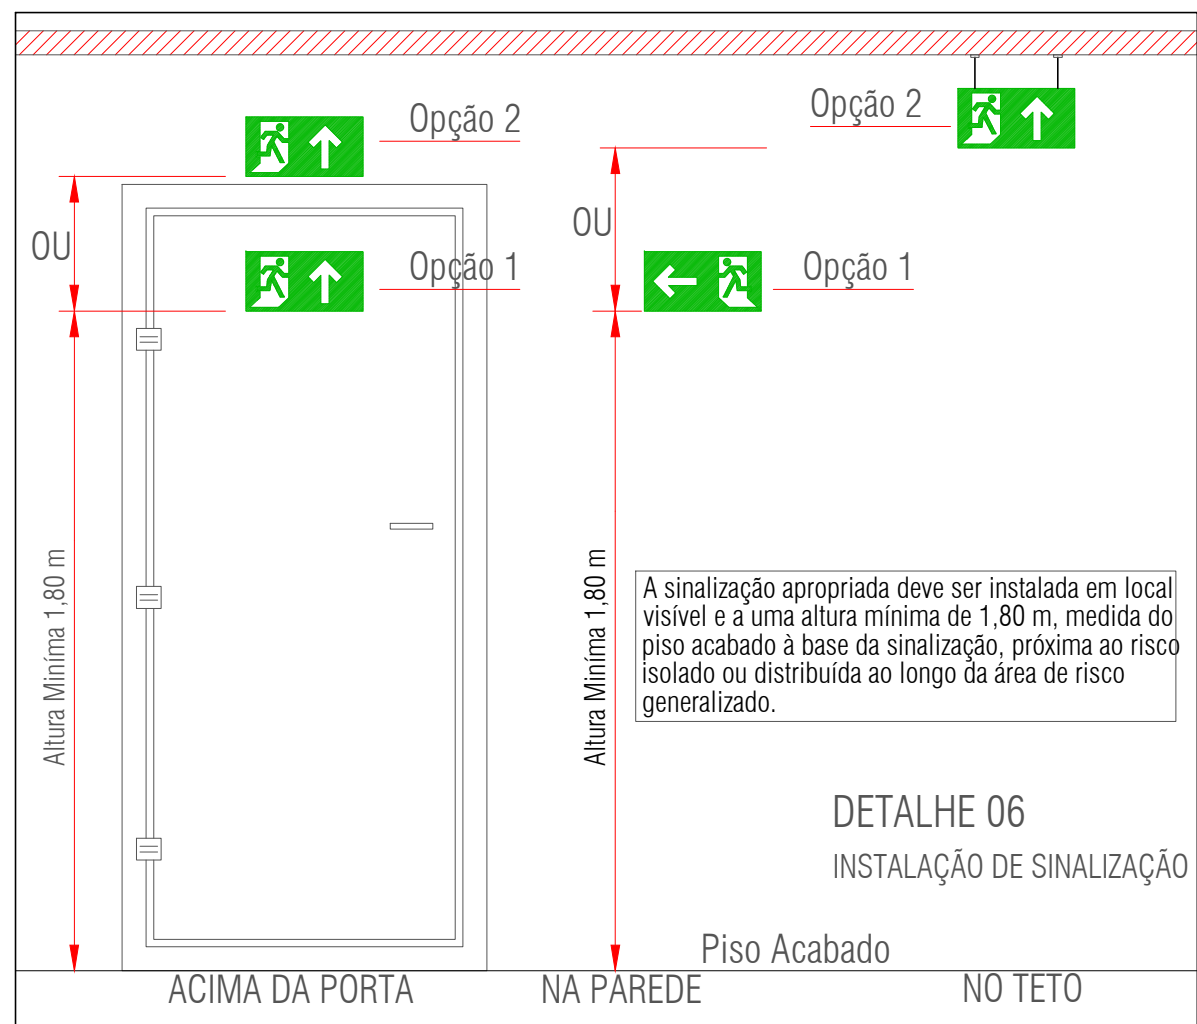 Opção 2
Opção 2
OU
OU
Opção 1
Opção 1
Altura Miníma 1,80 m
Altura Miníma 1,80 m
A sinalização apropriada deve ser instalada em local
visível e a uma altura mínima de 1,80 m, medida do
piso acabado à base da sinalização, próxima ao risco
isolado ou distribuída ao longo da área de risco
generalizado.
DETALHE 06
INSTALAÇÃO DE SINALIZAÇÃO
Piso Acabado
ACIMA DA PORTA
NA PAREDE
NO TETO